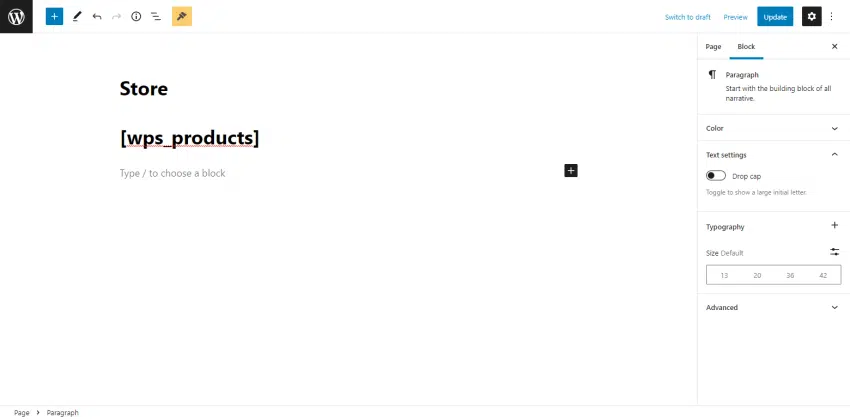 Switch to draft
Preview
Update
Store
[wps_products]
Type / to choose a block
Page
Block
Paragraph
Start with the building block of all
narrative.
Color
Text settings
Drop cap
Toggle to show a large initial letter.
Typography
Size Default
13 20 36 42
Advanced
Page > Paragraph